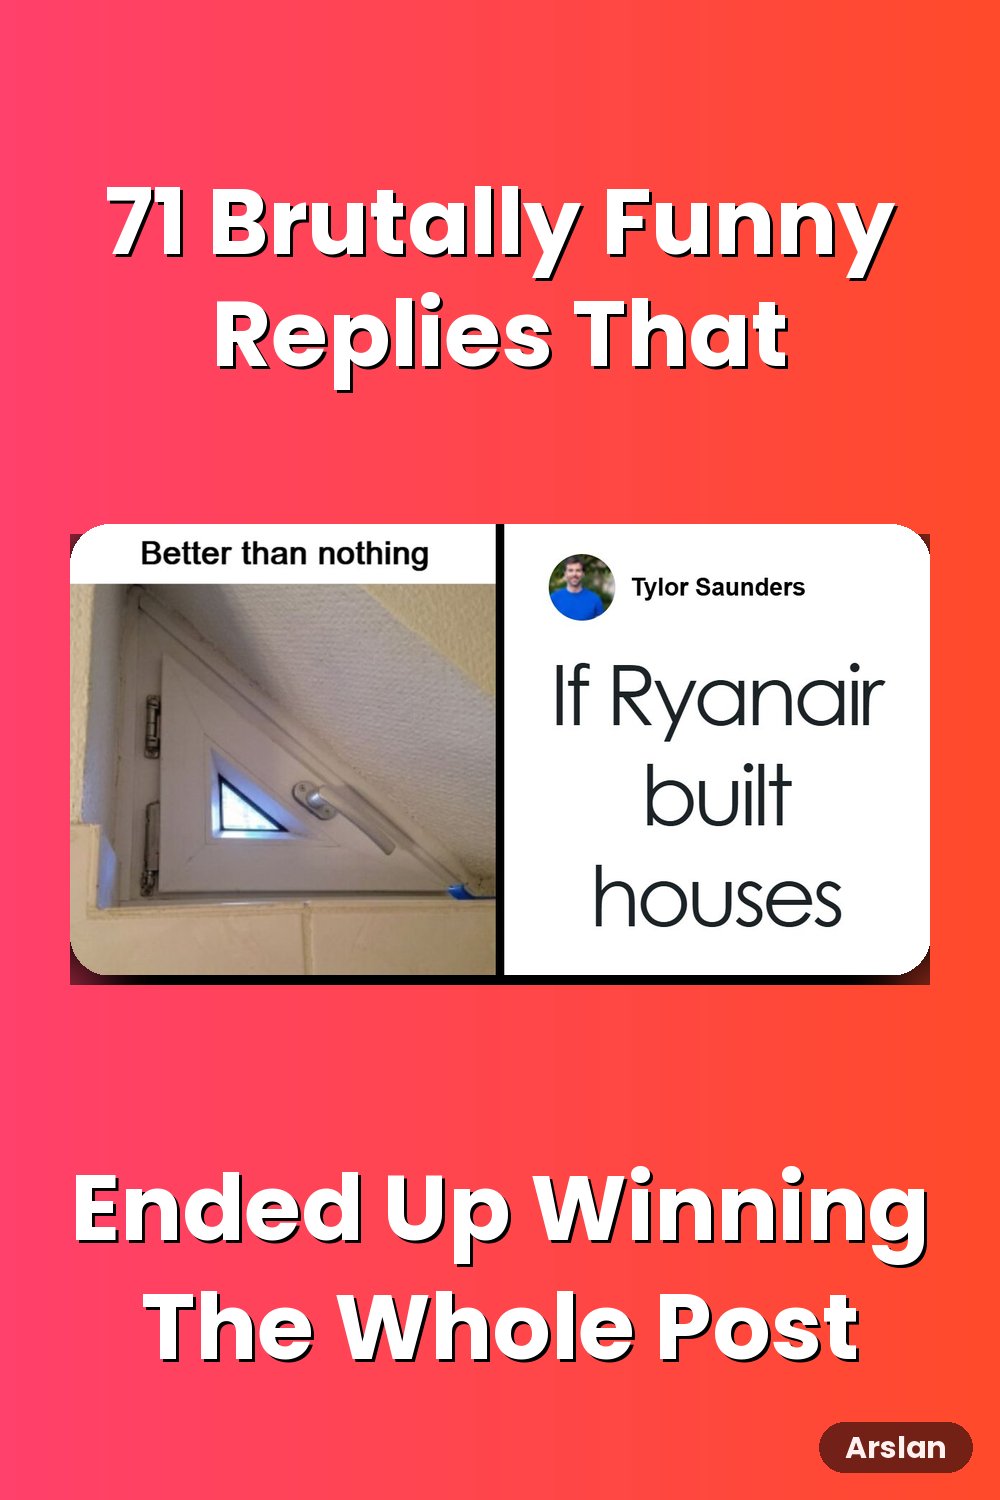 71 Brutally Funny
Replies That
Better than nothing
Tylor Saunders
If Ryanair
built
houses
Ended Up Winning
The Whole Post
Arslan